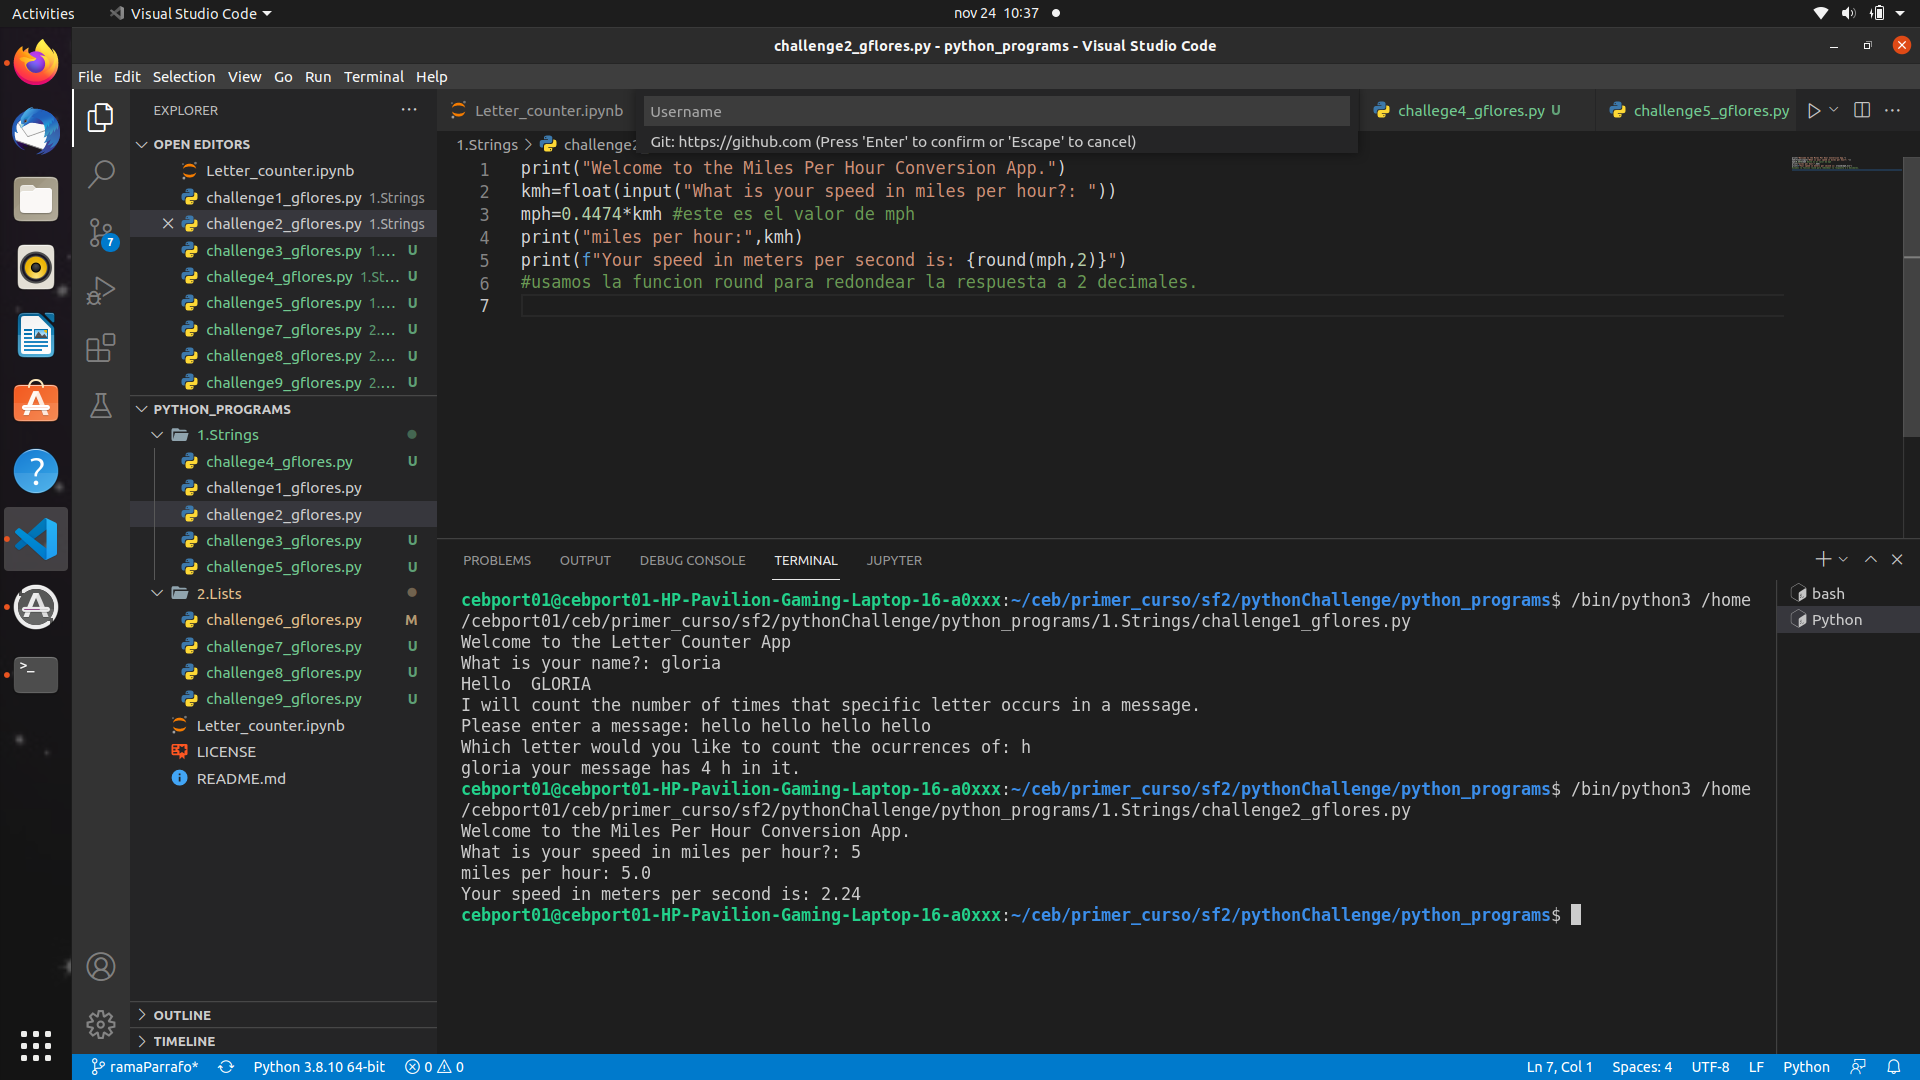 Activities
Visual Studio Code
nov 24 10:37
challenge2_gflores.py - python_programs - Visual Studio Code
File Edit Selection View Go Run Terminal Help
EXPLORER
OPEN EDITORS
Letter_counter.ipynb
challenge1_gflores.py 1.Strings
challenge2_gflores.py 1.Strings
challenge3_gflores.py 1.... U
challege4_gflores.py 1.St... U
challenge5_gflores.py 1.... U
challenge7_gflores.py 2.... U
challenge8_gflores.py 2.... U
challenge9_gflores.py 2.... U
7
PYTHON_PROGRAMS
1.Strings
challege4_gflores.py U
challenge1_gflores.py
challenge2_gflores.py
challenge3_gflores.py U
challenge5_gflores.py U
2.Lists
challenge6_gflores.py M
challenge7_gflores.py U
challenge8_gflores.py U
challenge9_gflores.py U
Letter_counter.ipynb
LICENSE
README.md
OUTLINE
TIMELINE
Letter_counter.ipynb
Username
Git: https://github.com (Press 'Enter' to confirm or 'Escape' to cancel)
challege4_gflores.py U
challenge5_gflores.py
1.Strings > challenge2
1 print("Welcome to the Miles Per Hour Conversion App.")
2 kmh=float(input("What is your speed in miles per hour?: "))
3 mph=0.4474*kmh #este es el valor de mph
4 print("miles per hour:",kmh)
5 print(f"Your speed in meters per second is: {round(mph,2)}")
6 #usamos la funcion round para redondear la respuesta a 2 decimales.
7
PROBLEMS OUTPUT DEBUG CONSOLE TERMINAL JUPYTER
cebport01@cebport01-HP-Pavilion-Gaming-Laptop-16-a0xxx:~/ceb/primer_curso/sf2/pythonChallenge/python_programs$ /bin/python3 /home
/cebport01/ceb/primer_curso/sf2/pythonChallenge/python_programs/1.Strings/challenge1_gflores.py
Welcome to the Letter Counter App
What is your name?: gloria
Hello  GLORIA
I will count the number of times that specific letter occurs in a message.
Please enter a message: hello hello hello hello
Which letter would you like to count the ocurrences of: h
gloria your message has 4 h in it.
cebport01@cebport01-HP-Pavilion-Gaming-Laptop-16-a0xxx:~/ceb/primer_curso/sf2/pythonChallenge/python_programs$ /bin/python3 /home
/cebport01/ceb/primer_curso/sf2/pythonChallenge/python_programs/1.Strings/challenge2_gflores.py
Welcome to the Miles Per Hour Conversion App.
What is your speed in miles per hour?: 5
miles per hour: 5.0
Your speed in meters per second is: 2.24
cebport01@cebport01-HP-Pavilion-Gaming-Laptop-16-a0xxx:~/ceb/primer_curso/sf2/pythonChallenge/python_programs$
bash
Python
ramaParrafo*
Python 3.8.10 64-bit
0 0
Ln 7, Col 1
Spaces: 4
UTF-8
LF
Python